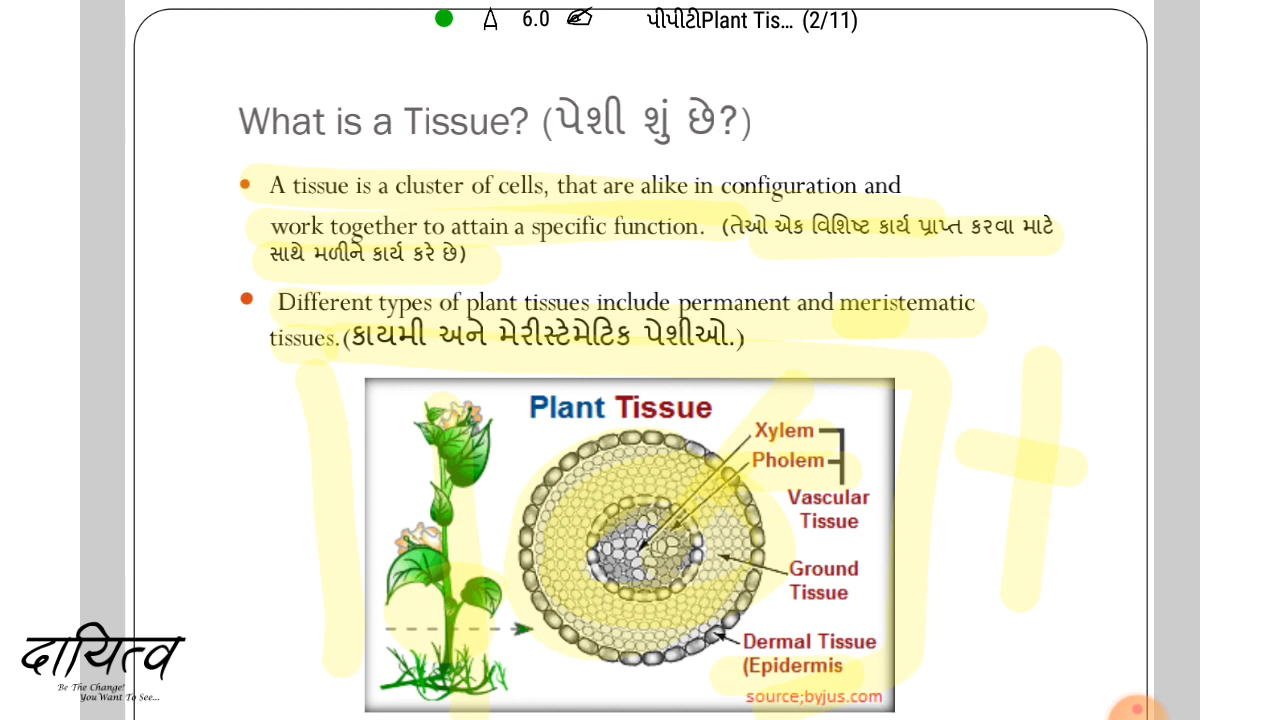 6.0 પીપીટીPlant Tis... (2/11)
What is a Tissue? (પેશી શું છે?)
A tissue is a cluster of cells, that are alike in configuration and
work together to attain a specific function. (તેઓ એક વિશિષ્ટ કાર્ય પ્રાપ્ત કરવા માટે
સાથે મળીને કાર્ય કરે છે)
Different types of plant tissues include permanent and meristematic
tissues.(કાયમી અને મેરીસ્ટેમેટિક પેશીઓ.)
Plant Tissue
Xylem
Pholem
Vascular
Tissue
Ground
Tissue
Dermal Tissue
(Epidermis
source;byjus.com
दायित्व
Be The Change!
You Want To See...